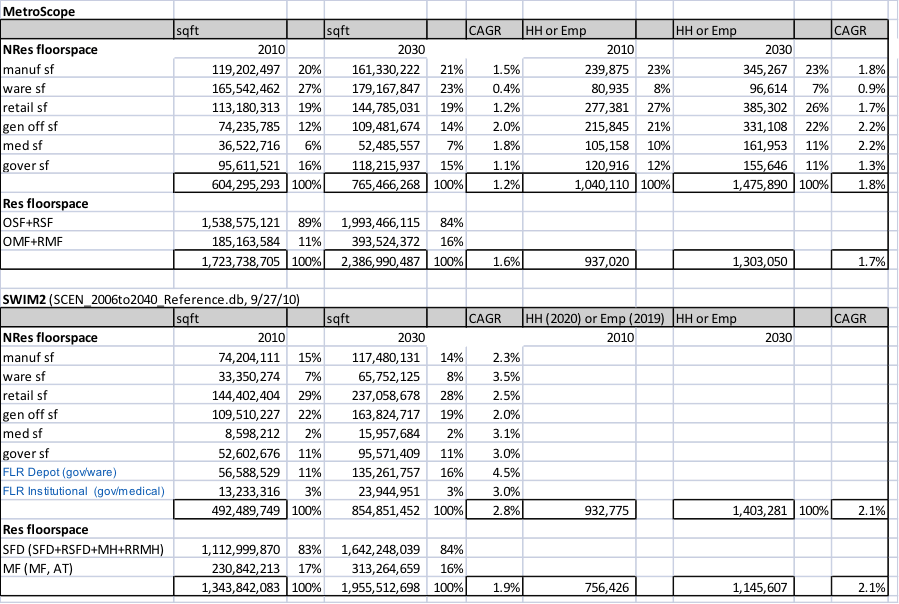 MetroScope
sqft sqft CAGR HH or Emp HH or Emp CAGR
NRes floorspace 2010 2030 2010 2030
manuf sf 119,202,497 20% 161,330,222 21% 1.5% 239,875 23% 345,267 23% 1.8%
ware sf 165,542,462 27% 179,167,847 23% 0.4% 80,935 8% 96,614 7% 0.9%
retail sf 113,180,313 19% 144,785,031 19% 1.2% 277,381 27% 385,302 26% 1.7%
gen off sf 74,235,785 12% 109,481,674 14% 2.0% 215,845 21% 331,108 22% 2.2%
med sf 36,522,716 6% 52,485,557 7% 1.8% 105,158 10% 161,953 11% 2.2%
gover sf 95,611,521 16% 118,215,937 15% 1.1% 120,916 12% 155,646 11% 1.3%
604,295,293 100% 765,466,268 100% 1.2% 1,040,110 100% 1,475,890 100% 1.8%
Res floorspace
OSF+RSF 1,538,575,121 89% 1,993,466,115 84%
OMF+RMF 185,163,584 11% 393,524,372 16%
1,723,738,705 100% 2,386,990,487 100% 1.6% 937,020 1,303,050 1.7%
SWIM2 (SCEN_2006to2040_Reference.db, 9/27/10)
sqft sqft CAGR HH (2020) or Emp (2019) HH or Emp CAGR
NRes floorspace 2010 2030 2010 2030
manuf sf 74,204,111 15% 117,480,131 14% 2.3%
ware sf 33,350,274 7% 65,752,125 8% 3.5%
retail sf 144,402,404 29% 237,058,678 28% 2.5%
gen off sf 109,510,227 22% 163,824,717 19% 2.0%
med sf 8,598,212 2% 15,957,684 2% 3.1%
gover sf 52,602,676 11% 95,571,409 11% 3.0%
FLR Depot (gov/ware) 56,588,529 11% 135,261,757 16% 4.5%
FLR Institutional (gov/medical) 13,233,316 3% 23,944,951 3% 3.0%
492,489,749 100% 854,851,452 100% 2.8% 932,775 1,403,281 100% 2.1%
Res floorspace
SFD (SFD+RSFD+MH+RRMH) 1,112,999,870 83% 1,642,248,039 84%
MF (MF, AT) 230,842,213 17% 313,264,659 16%
1,343,842,083 100% 1,955,512,698 100% 1.9% 756,426 1,145,607 2.1%